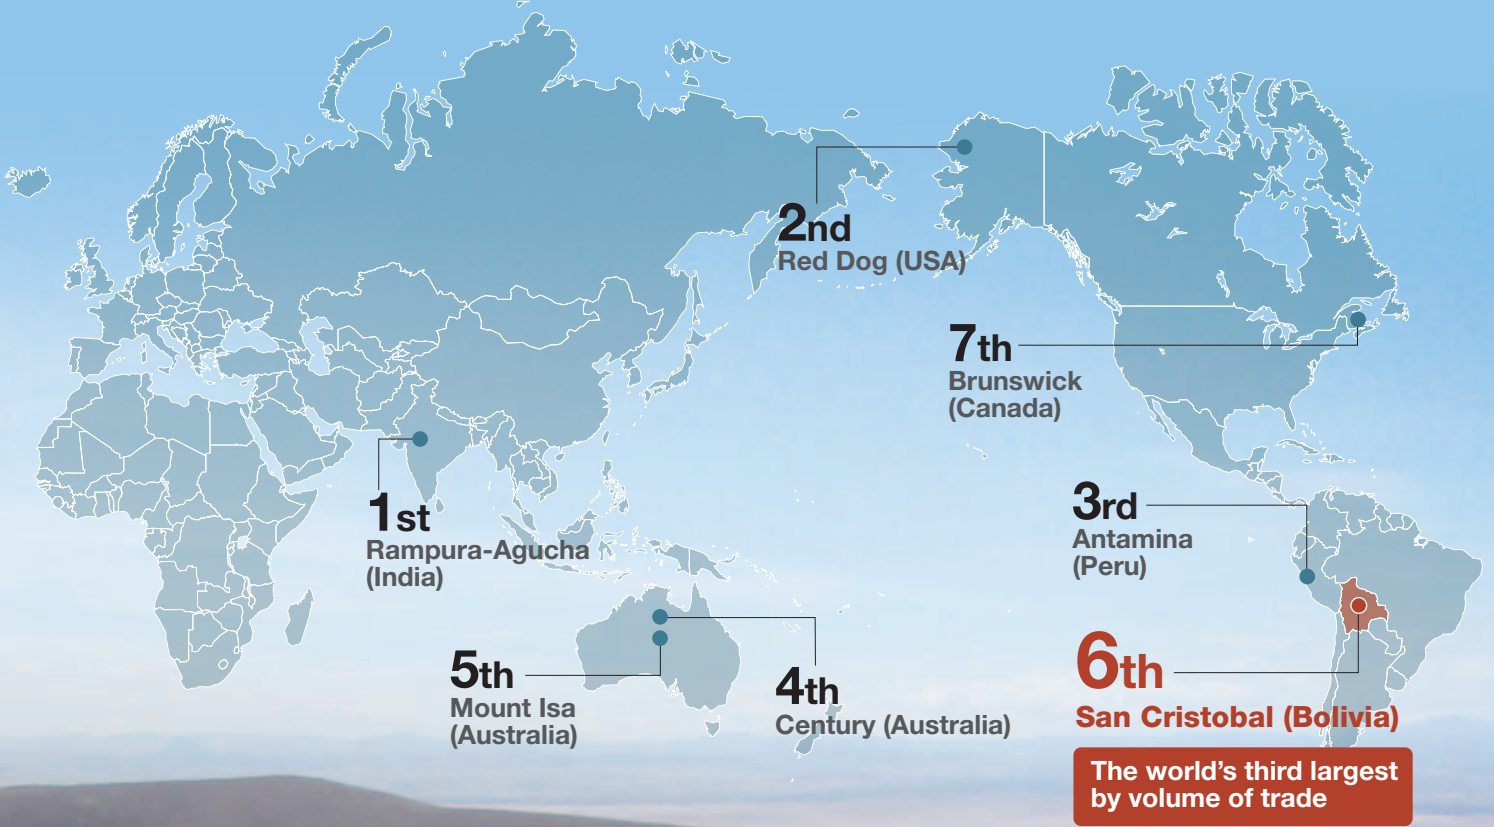 2nd
Red Dog (USA)
7th
Brunswick
(Canada)
1st
Rampura-Agucha
(India)
3rd
Antamina
(Peru)
5th
Mount Isa
(Australia)
4th
Century (Australia)
6th
San Cristobal (Bolivia)
The world’s third largest
by volume of trade